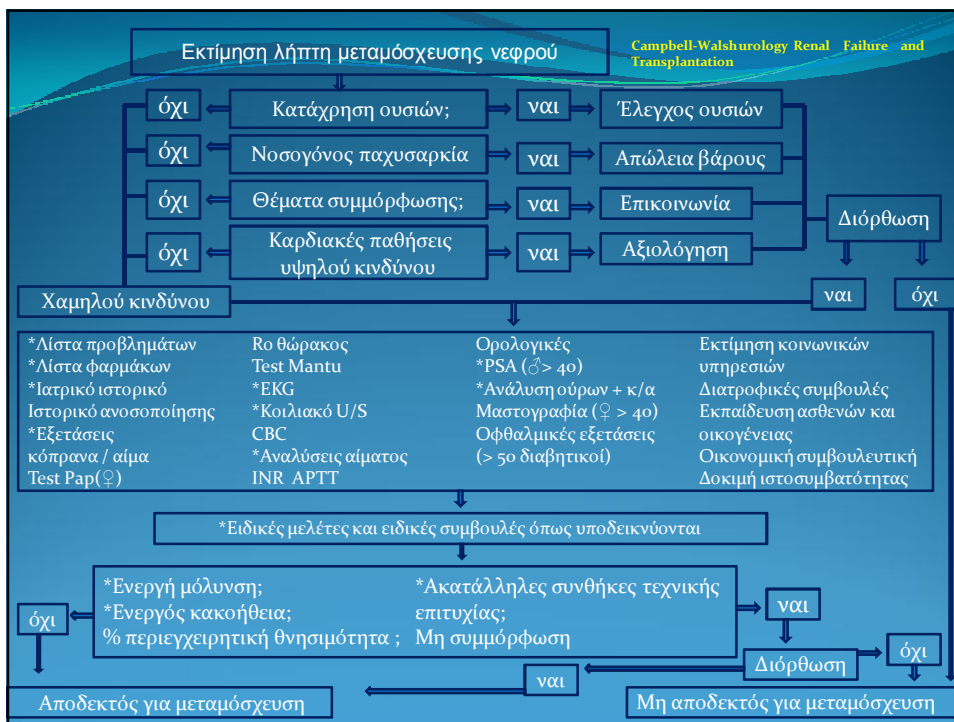 Εκτίμηση λήπτη μεταμόσχευσης νεφρού
Campbell-Walshurology Renal Failure and
Transplantation
όχι
Κατάχρηση ουσιών;
ναι
Έλεγχος ουσιών
όχι
Νοσογόνος παχυσαρκία
ναι
Απώλεια βάρους
όχι
Θέματα συμμόρφωσης;
ναι
Επικοινωνία
Διόρθωση
όχι
Καρδιακές παθήσεις
υψηλού κινδύνου
ναι
Αξιολόγηση
Χαμηλού κινδύνου
ναι
όχι
*Λίστα προβλημάτων
*Λίστα φαρμάκων
*Ιατρικό ιστορικό
Ιστορικό ανοσοποίησης
*Εξετάσεις
κόπρανα / αίμα
Test Pap(♀)
Ro θώρακος
Test Mantu
*EKG
*Κοιλιακό U/S
CBC
*Αναλύσεις αίματος
INR APTT
Ορολογικές
*PSA (♂> 40)
*Ανάλυση ούρων + κ/α
Μαστογραφία (♀ > 40)
Οφθαλμικές εξετάσεις
(> 50 διαβητικοί)
Εκτίμηση κοινωνικών
υπηρεσιών
Διατροφικές συμβουλές
Εκπαίδευση ασθενών και
οικογένειας
Οικονομική συμβουλευτική
Δοκιμή ιστοσυμβατότητας
*Ειδικές μελέτες και ειδικές συμβουλές όπως υποδεικνύονται
όχι
*Ενεργή μόλυνση;
*Ενεργός κακοήθεια;
% περιεγχειρητική θνησιμότητα ;
*Ακατάλληλες συνθήκες τεχνικής
επιτυχίας;
Μη συμμόρφωση
ναι
Διόρθωση
όχι
ναι
Αποδεκτός για μεταμόσχευση
Μη αποδεκτός για μεταμόσχευση